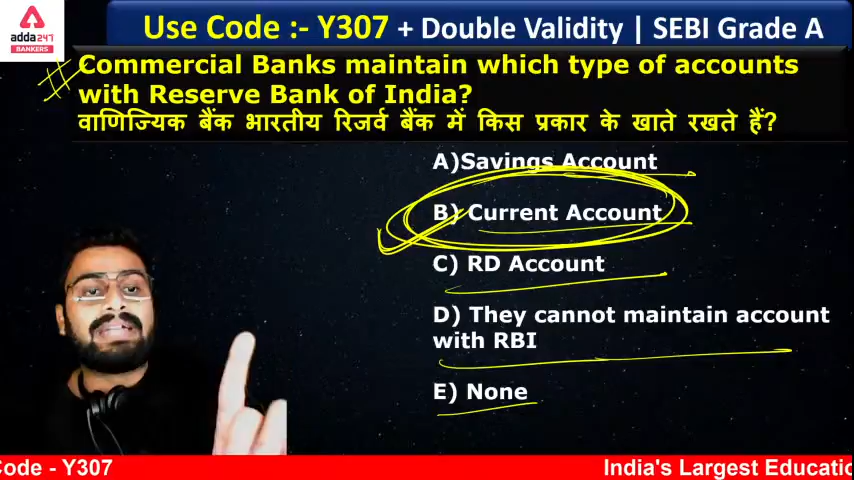 adda247
BANKERS
Use Code :- Y307 + Double Validity | SEBI Grade A
Commercial Banks maintain which type of accounts
with Reserve Bank of India?
वाणिज्यिक बैंक भारतीय रिजर्व बैंक में किस प्रकार के खाते रखते हैं?
A)Savings Account
B) Current Account
C) RD Account
D) They cannot maintain account
with RBI
E) None
Code - Y307
India's Largest Educatio